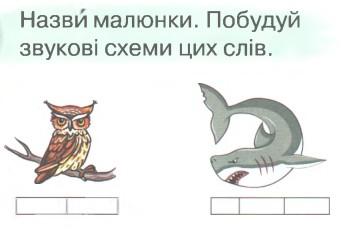 Назви́ малюнки. Побудуй
звукові схеми цих слів.